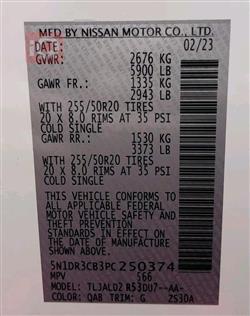 MFD BY NISSAN MOTOR CO., LTD.
DATE: 02/23
GVWR: 2676 KG
5900 LB
GAWR FR.: 1335 KG
2943 LB
WITH 255/50R20 TIRES
20 x 8.0 RIMS AT 35 PSI
COLD SINGLE
GAWR RR.: 1530 KG
3373 LB
WITH 255/50R20 TIRES
20 x 8.0 RIMS AT 35 PSI
COLD SINGLE
THIS VEHICLE CONFORMS TO
ALL APPLICABLE FEDERAL
MOTOR VEHICLE SAFETY AND
THEFT PREVENTION
STANDARDS IN EFFECT ON
THE DATE OF MANUFACTURE
SHOWN ABOVE.
5N1DR3CB3PC250374
MPV 566
MODEL: TLJALD2 R53DU7--AA-
COLOR: QAB TRIM: G 2S3DA